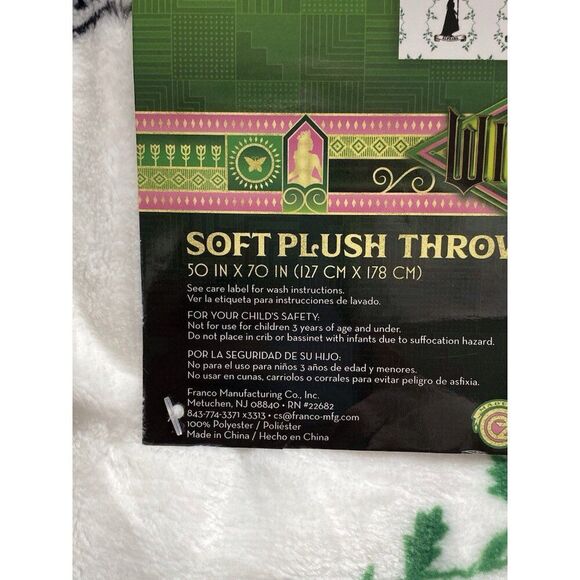 SOFT PLUSH THROW
50 IN X 70 IN (127 CM X 178 CM)
See care label for wash instructions.
Ver la etiqueta para instrucciones de lavado.
FOR YOUR CHILD'S SAFETY:
Not for use for children 3 years of age and under.
Do not place in crib or bassinet with infants due to suffocation hazard.
POR LA SEGURIDAD DE SU HIJO:
No para el uso para niños 3 años de edad y menores.
No usar en cunas, carriolos o corrales para evitar peligro de asfixia.
Franco Manufacturing Co., Inc.
Metuchen, NJ 08840 • RN #22682
843-774-3371 x3313 • cs@franco-mfg.com
100% Polyester / Poliéster
Made in China / Hecho en China